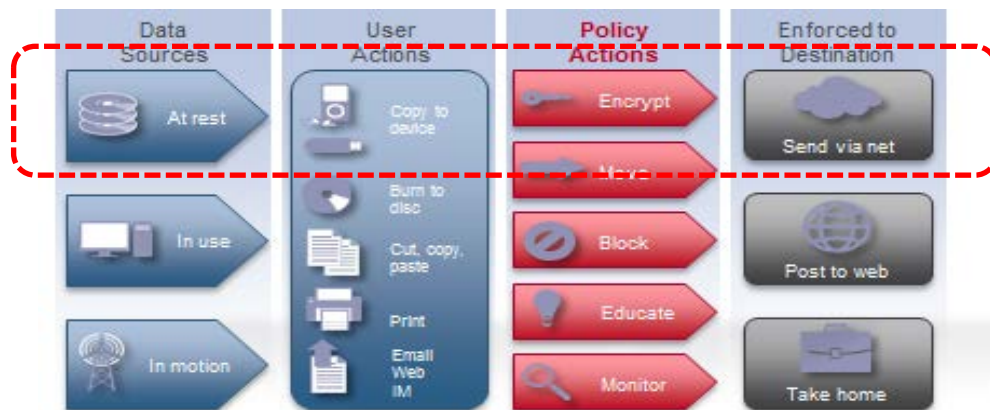 Data
Sources
User
Actions
Policy
Actions
Enforced to
Destination
At rest
In use
In motion
Copy to
device
Burn to
disc
Cut, copy,
paste
Print
Email
Web
IM
Encrypt
Move
Block
Educate
Monitor
Send via net
Post to web
Take home